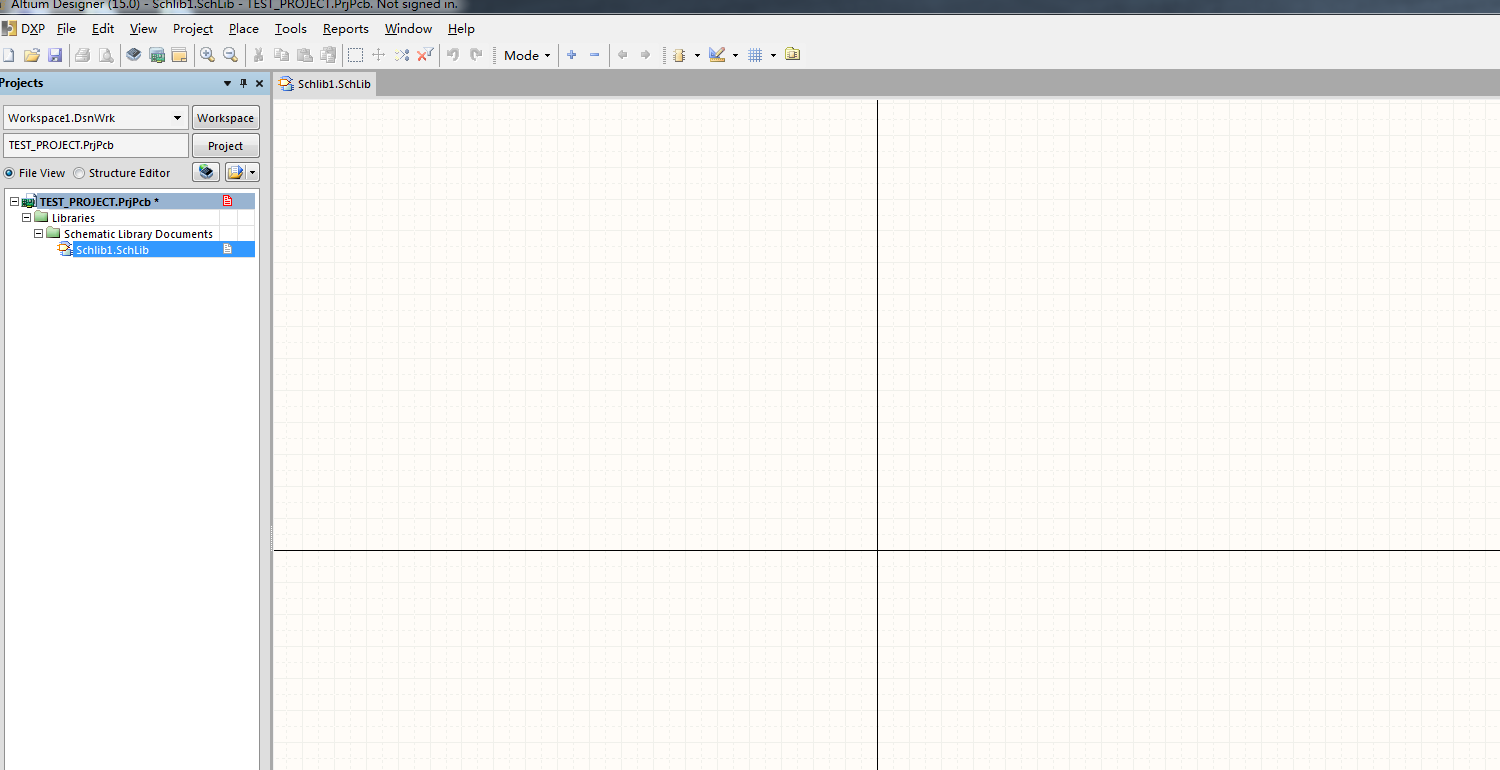 Altium Designer (15.0) - Schlib1.SchLib - TEST_PROJECT.PrjPcb. Not signed in.
DXP File Edit View Project Place Tools Reports Window Help
Mode
Projects
Schlib1.SchLib
Workspace1.DsnWrk Workspace
TEST_PROJECT.PrjPcb Project
File View Structure Editor
TEST_PROJECT.PrjPcb *
Libraries
Schematic Library Documents
Schlib1.SchLib